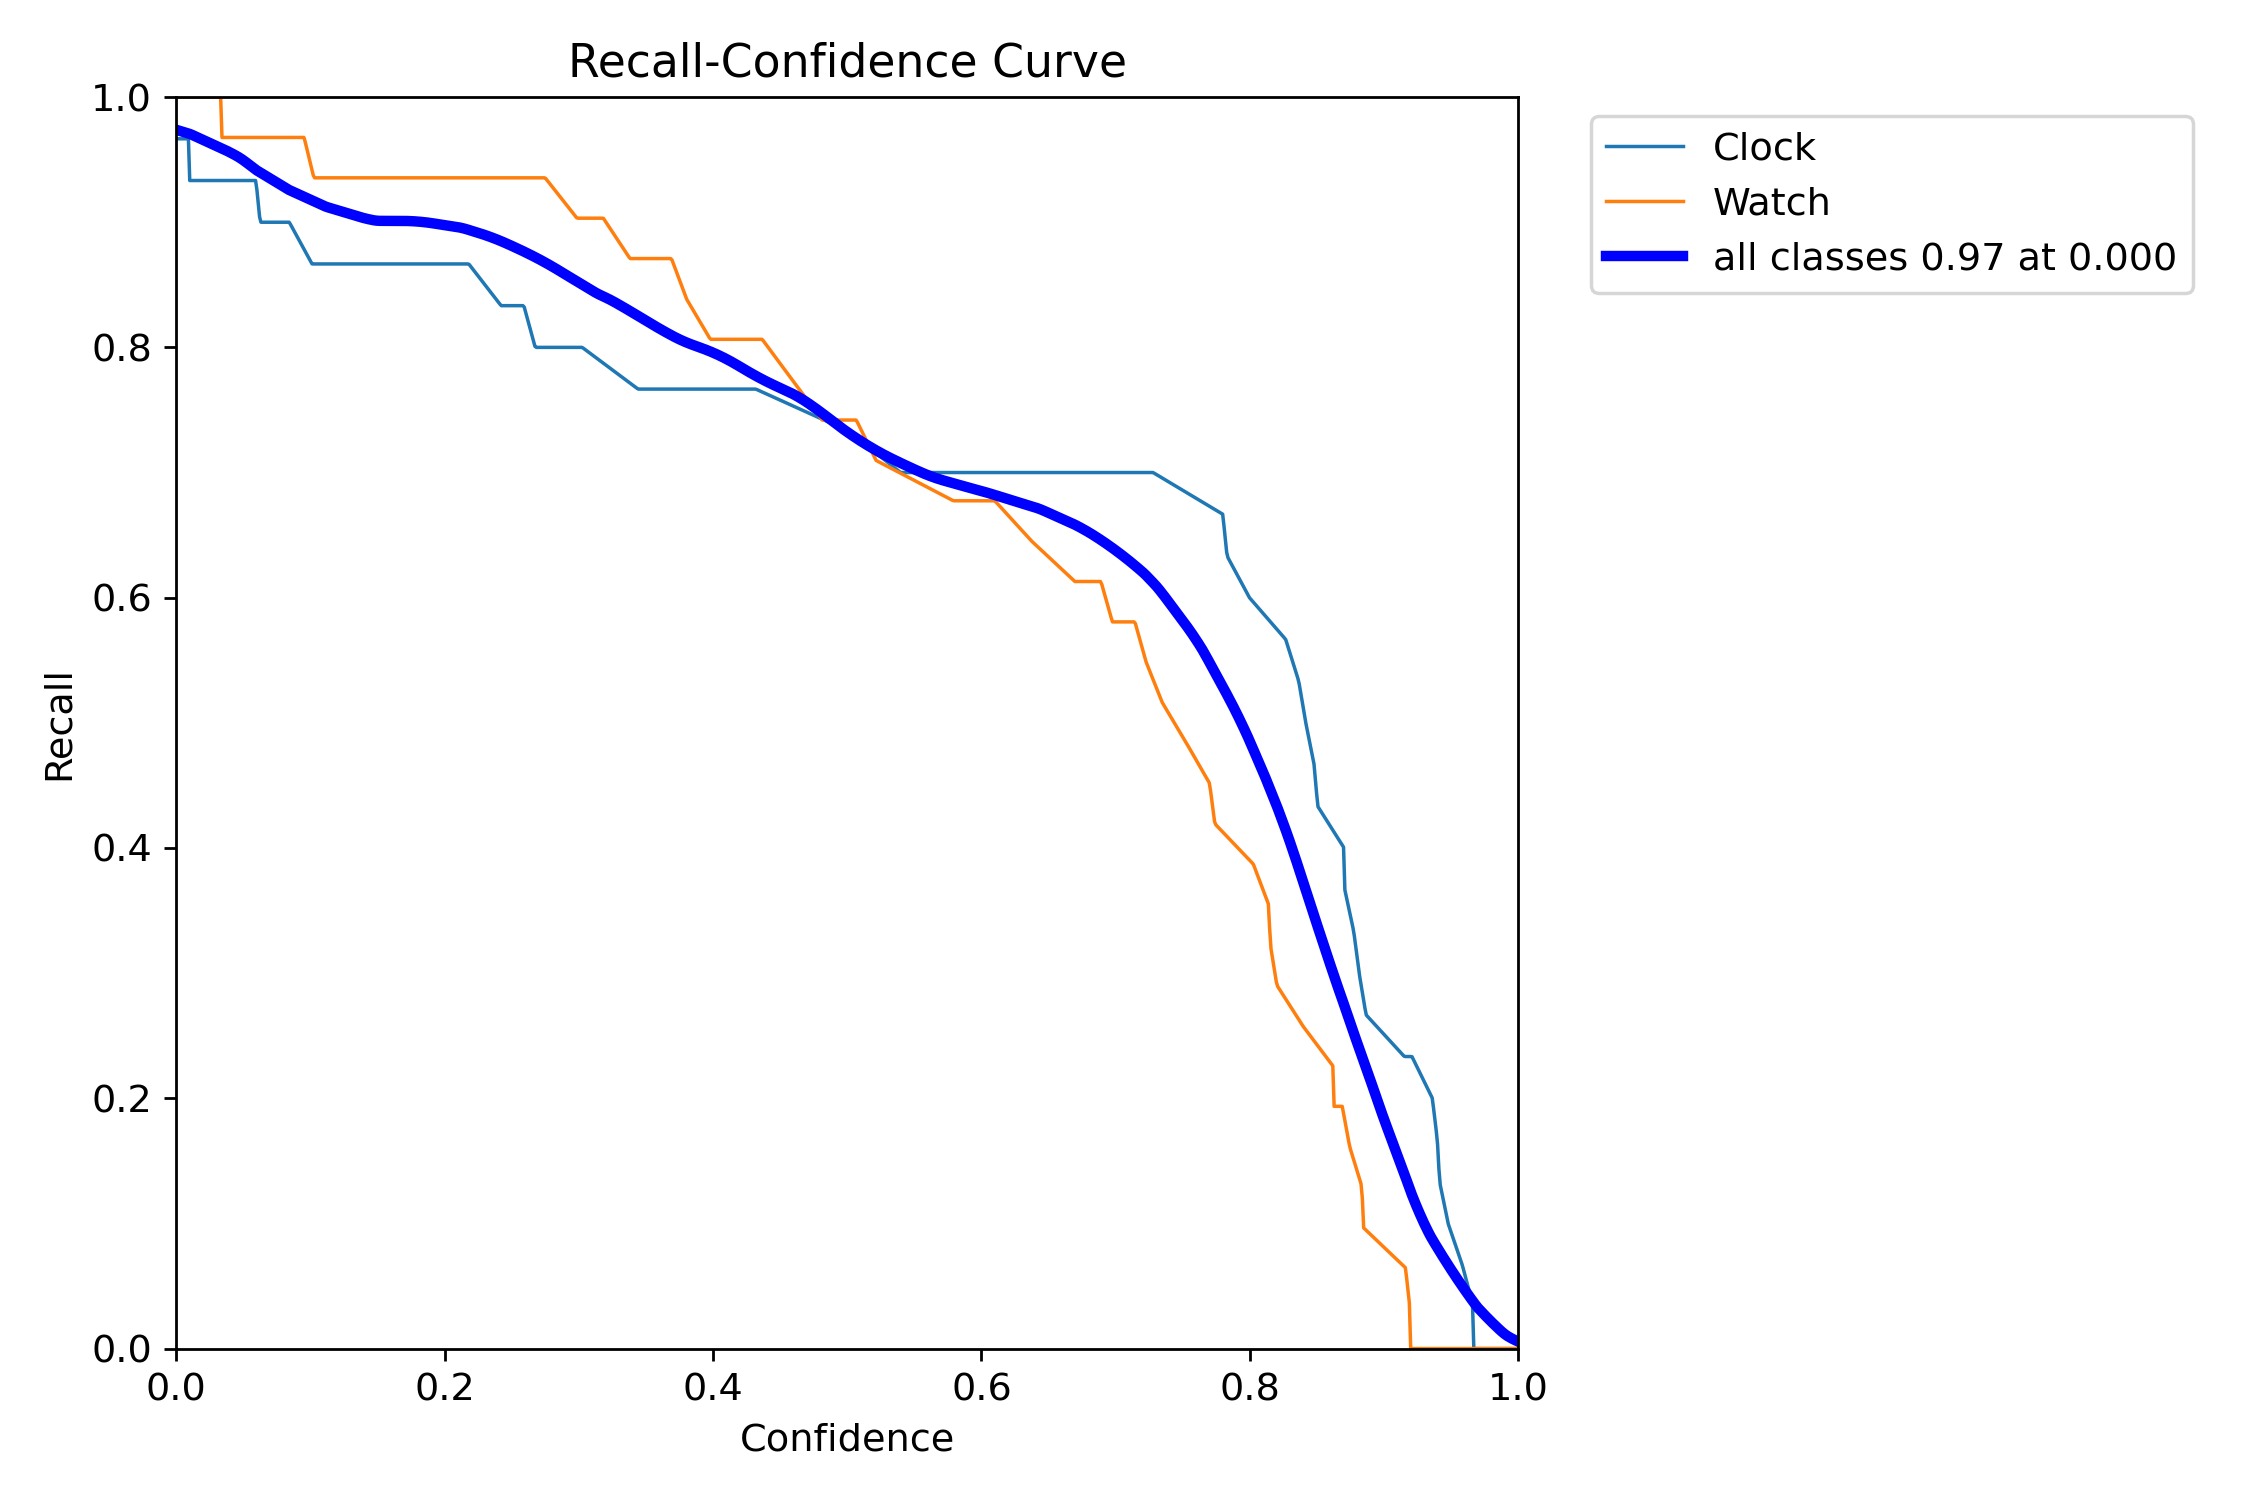 Recall-Confidence Curve
1.0
0.8
0.6
0.4
0.2
0.0
Recall
0.0 0.2 0.4 0.6 0.8 1.0
Confidence
Clock
Watch
all classes 0.97 at 0.000